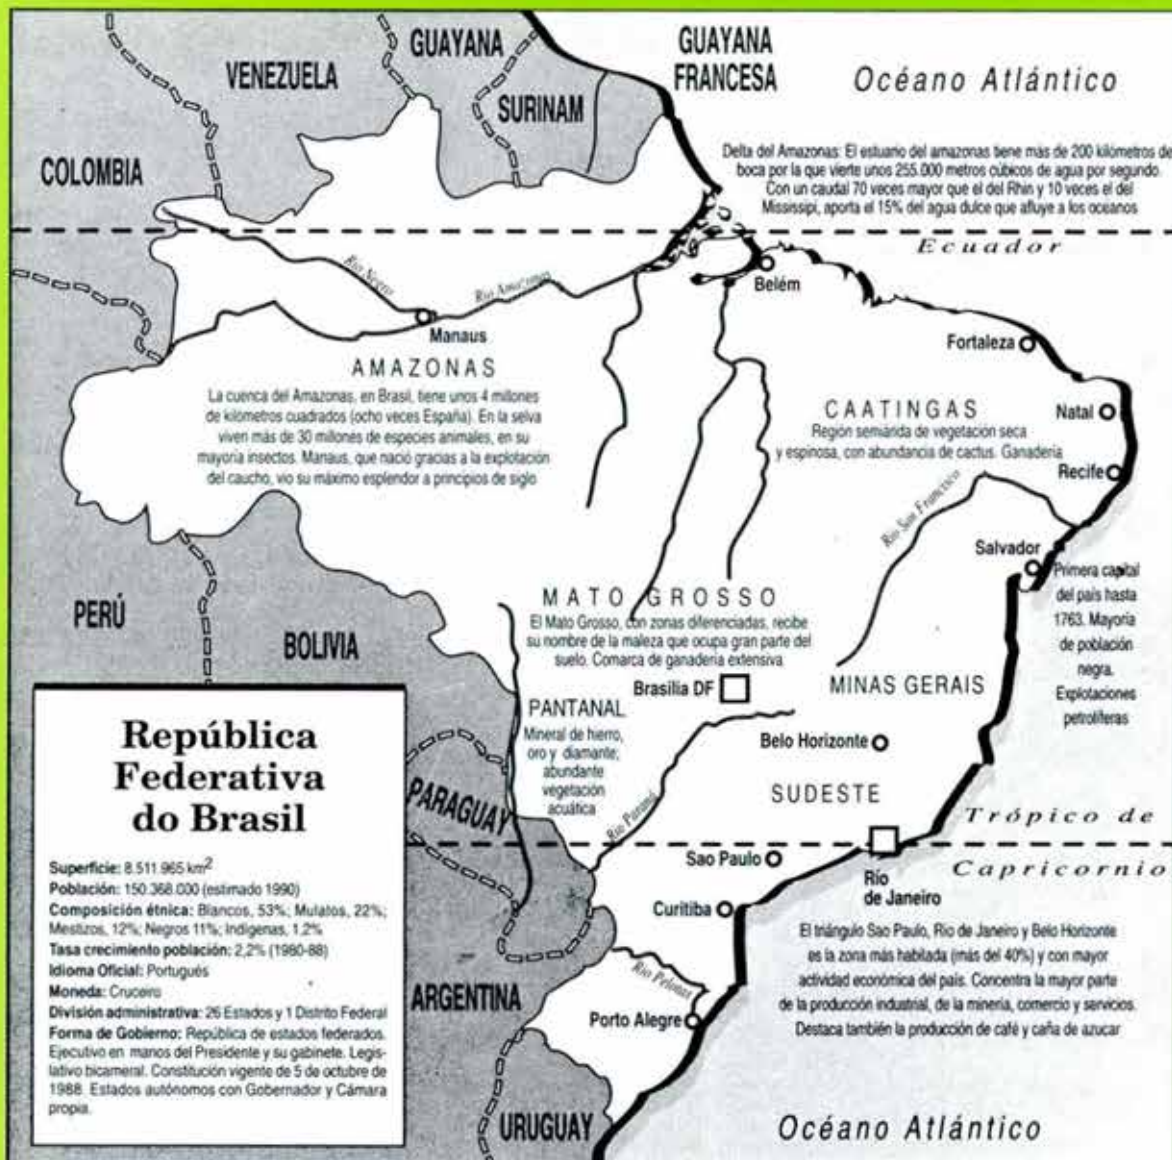 GUAYANA
GUAYANA
FRANCESA
VENEZUELA
SURINAM
COLOMBIA
Océano Atlántico
Delta del Amazonas: El estuario del amazonas tiene más de 200 kilómetros de
boca por la que vierte unos 255.000 metros cúbicos de agua por segundo.
Con un caudal 70 veces mayor que el del Rhin y 10 veces el del
Mississipi, aporta el 15% del agua dulce que afluye a los oceanos
Ecuador
Río Negro
Río Amazonas
Belém
Manaus
Fortaleza
AMAZONAS
La cuenca del Amazonas, en Brasil, tiene unos 4 millones
de kilómetros cuadrados (ocho veces España). En la selva
viven más de 30 millones de especies animales, en su
mayoría insectos. Manaus, que nació gracias a la explotación
del caucho, vio su máximo esplendor a principios de siglo
CAATINGAS
Región semiárida de vegetación seca
y espinosa, con abundancia de cactus. Ganadería
Natal
Recife
Río San Francisco
Salvador
Primera capital
del país hasta
1763. Mayoría
de población
negra.
Explotaciones
petrolíferas
PERÚ
BOLIVIA
MATO GROSSO
El Mato Grosso, con zonas diferenciadas, recibe
su nombre de la maleza que ocupa gran parte del
suelo. Comarca de ganadería extensiva
Brasilia DF
MINAS GERAIS
PANTANAL
Mineral de hierro,
oro y diamante;
abundante
vegetación
acuática
Belo Horizonte
SUDESTE
PARAGUAY
Río Paraná
Trópico de
Capricornio
Sao Paulo
Río
de Janeiro
Curitiba
El triángulo Sao Paulo, Rio de Janeiro y Belo Horizonte
es la zona más habitada (más del 40%) y con mayor
actividad económica del país. Concentra la mayor parte
de la producción industrial, de la minería, comercio y servicios.
Destaca también la producción de café y caña de azucar
ARGENTINA
Río Pelotas
Porto Alegre
URUGUAY
Océano Atlántico
República
Federativa
do Brasil
Superficie: 8.511.965 km²
Población: 150.368.000 (estimado 1990)
Composición étnica: Blancos, 53%; Mulatos, 22%;
Mestizos, 12%; Negros 11%; Indígenas, 1,2%
Tasa crecimiento población: 2,2% (1980-88)
Idioma Oficial: Portugués
Moneda: Cruceiro
División administrativa: 26 Estados y 1 Distrito Federal
Forma de Gobierno: República de estados federados.
Ejecutivo en manos del Presidente y su gabinete. Legis-
lativo bicameral. Constitución vigente de 5 de octubre de
1988. Estados autónomos con Gobernador y Cámara
propia.